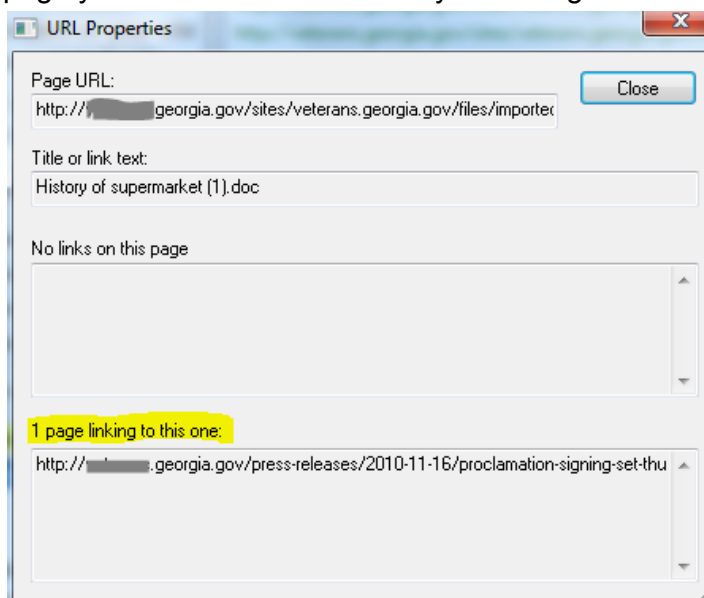 URL Properties
Page URL:
Close
http:// georgia.gov/sites/veterans.georgia.gov/files/importec
Title or link text:
History of supermarket (1).doc
No links on this page
1 page linking to this one:
http:// .georgia.gov/press-releases/2010-11-16/proclamation-signing-set-thu